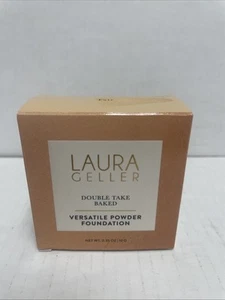 LAURA
GELLER
DOUBLE TAKE
BAKED
VERSATILE POWDER
FOUNDATION